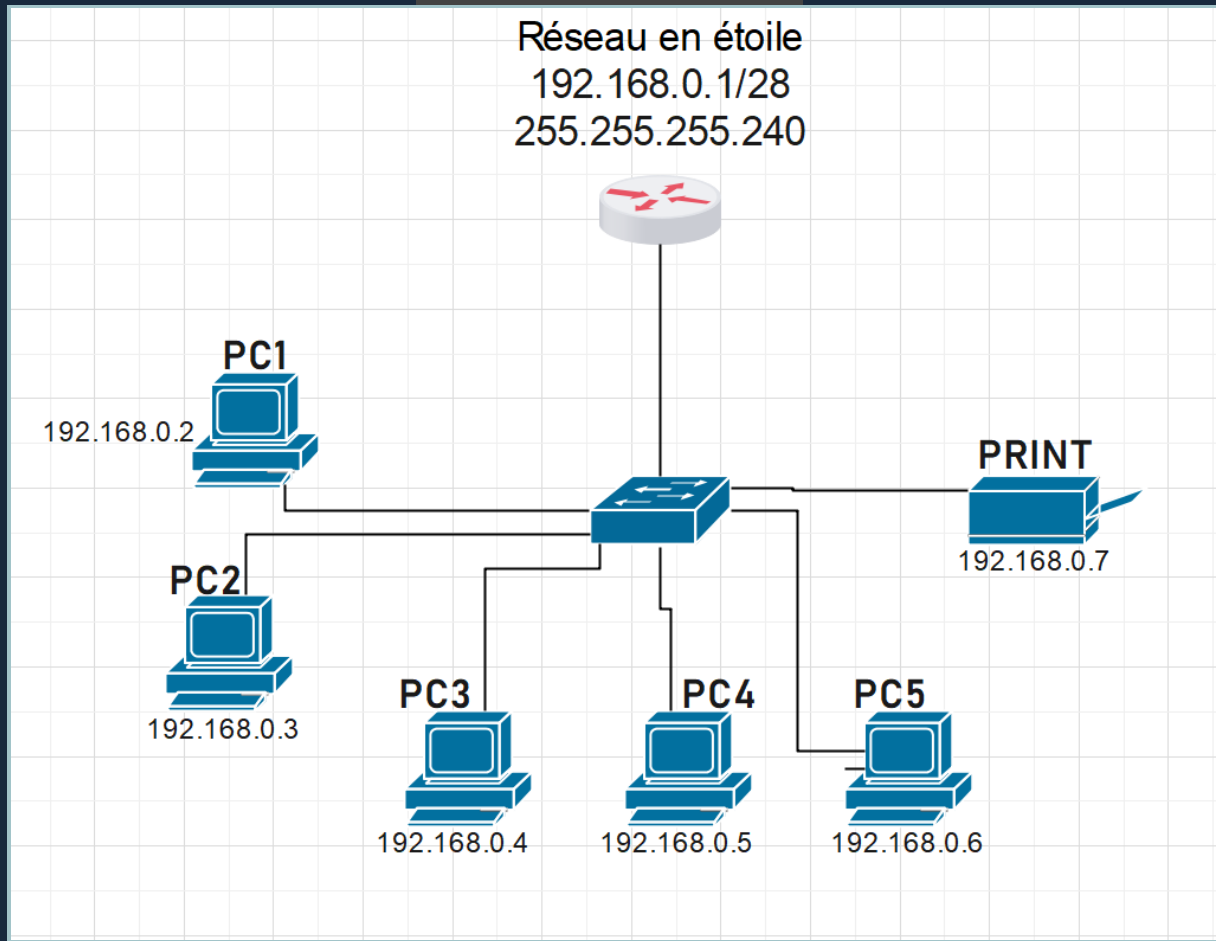 Réseau en étoile
192.168.0.1/28
255.255.255.240
PC1
192.168.0.2
PRINT
192.168.0.7
PC2
192.168.0.3
PC3
PC4
PC5
192.168.0.4
192.168.0.5
192.168.0.6